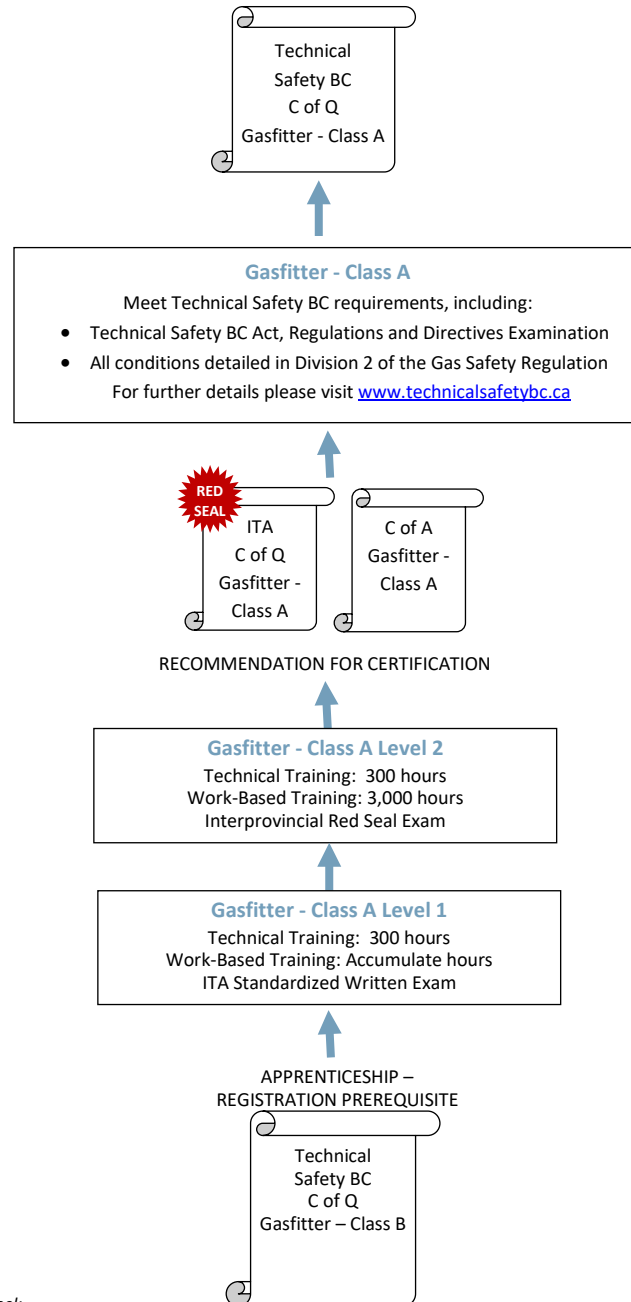 Technical
Safety BC
C of Q
Gasfitter - Class A
Gasfitter - Class A
Meet Technical Safety BC requirements, including:
• Technical Safety BC Act, Regulations and Directives Examination
• All conditions detailed in Division 2 of the Gas Safety Regulation
For further details please visit www.technicalsafetybc.ca
RED
SEAL
ITA
C of Q
Gasfitter -
Class A
C of A
Gasfitter -
Class A
RECOMMENDATION FOR CERTIFICATION
Gasfitter - Class A Level 2
Technical Training: 300 hours
Work-Based Training: 3,000 hours
Interprovincial Red Seal Exam
Gasfitter - Class A Level 1
Technical Training: 300 hours
Work-Based Training: Accumulate hours
ITA Standardized Written Exam
APPRENTICESHIP –
REGISTRATION PREREQUISITE
Technical
Safety BC
C of Q
Gasfitter – Class B